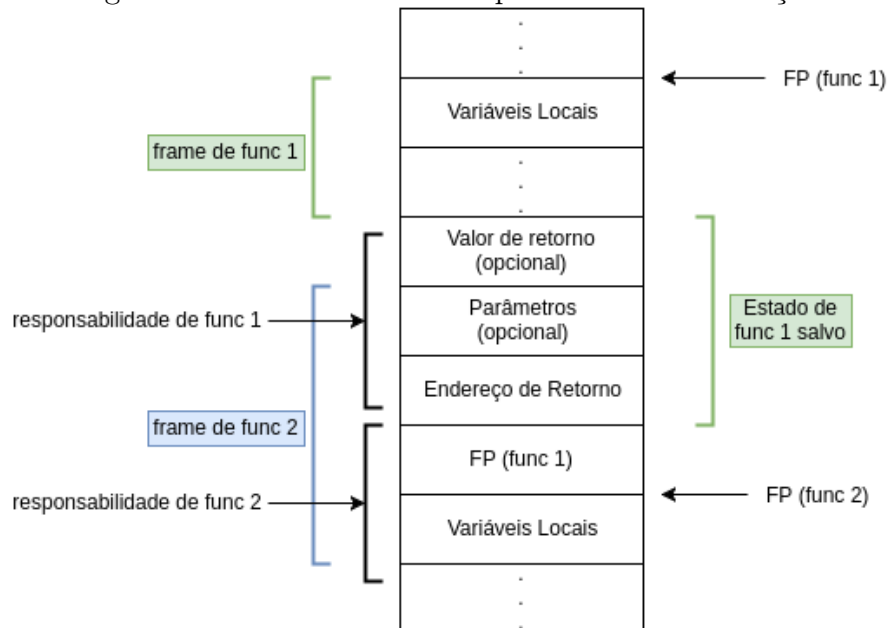 FP (func 1)
Variáveis Locais
frame de func 1
Valor de retorno
(opcional)
Parâmetros
(opcional)
responsabilidade de func 1
Estado de
func 1 salvo
Endereço de Retorno
frame de func 2
FP (func 1)
responsabilidade de func 2
FP (func 2)
Variáveis Locais